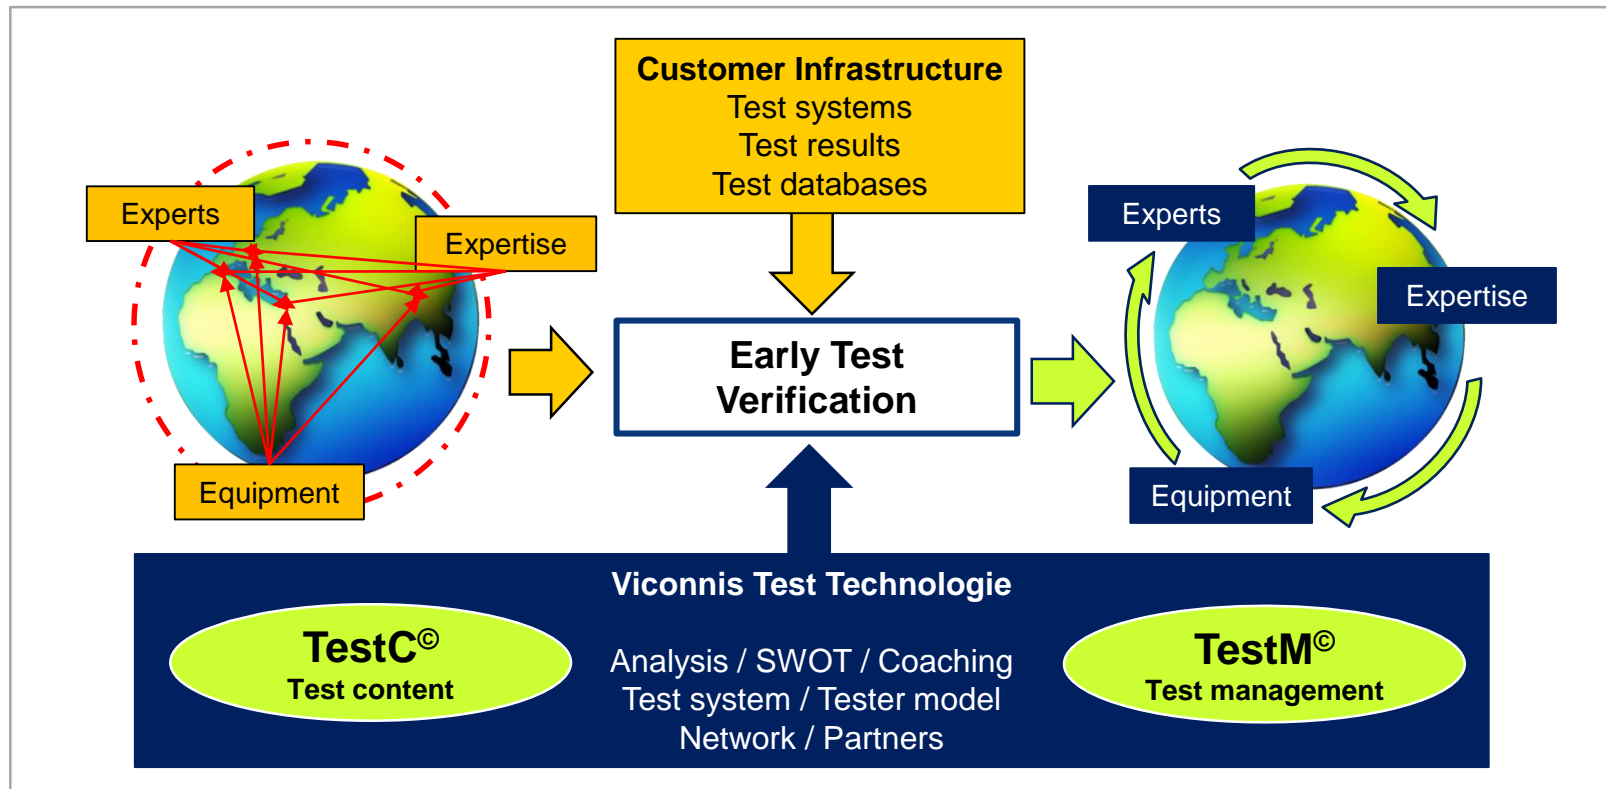 Customer Infrastructure
Test systems
Test results
Test databases
Experts
Expertise
Equipment
Early Test
Verification
Experts
Expertise
Equipment
Viconnis Test Technologie
TestC©
Test content
Analysis / SWOT / Coaching
Test system / Tester model
Network / Partners
TestM©
Test management